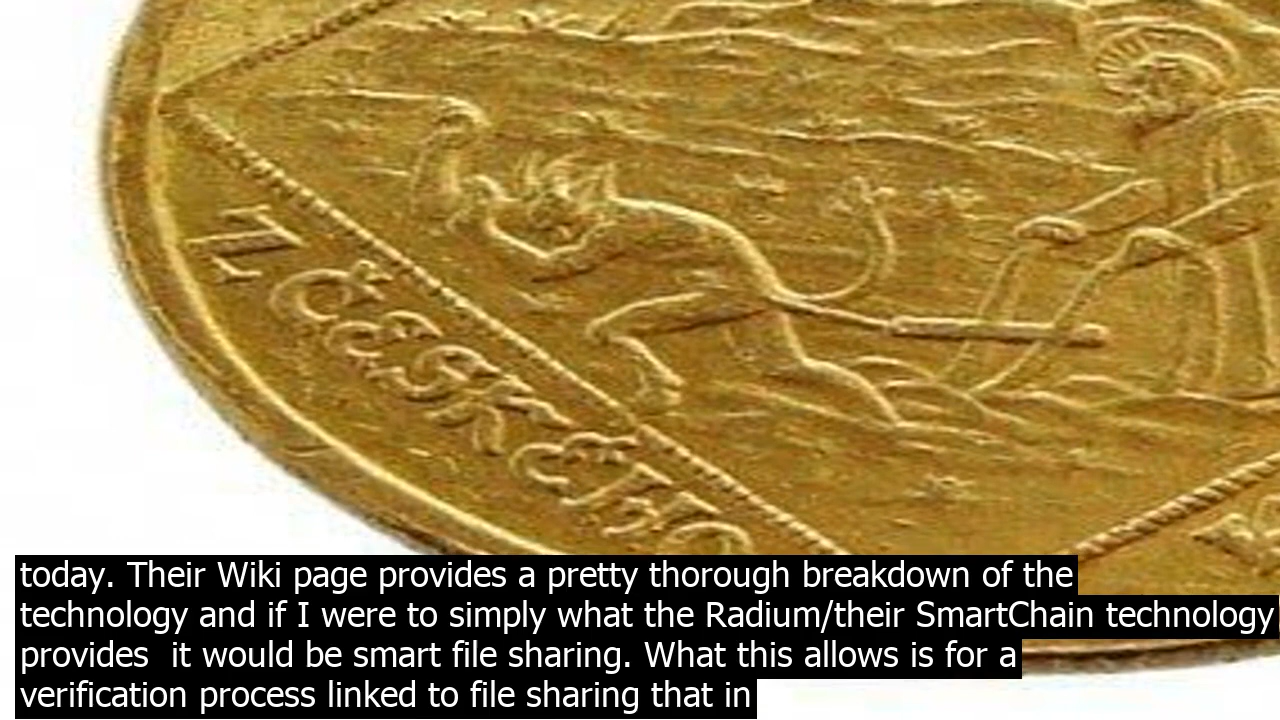 Z ČESKÉHO
today. Their Wiki page provides a pretty thorough breakdown of the
technology and if I were to simply what the Radium/their SmartChain technology
provides  it would be smart file sharing. What this allows is for a
verification process linked to file sharing that in